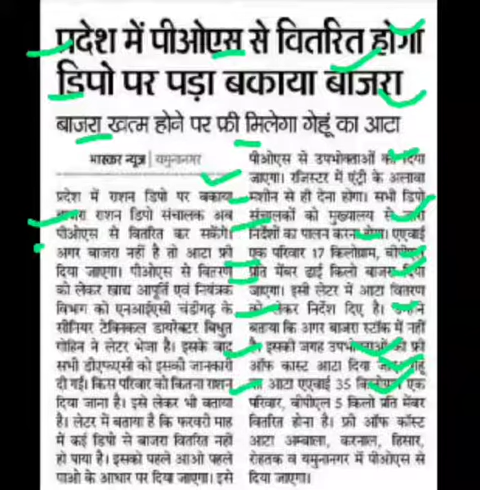 प्रदेश में पीओएस से वितरित होगा
डिपो पर पड़ा बकाया बाजरा
बाजरा खत्म होने पर फ्री मिलेगा गेहूं का आटा
भास्कर न्यूज | यमुनानगर
प्रदेश में राशन डिपो पर बकाया
बाजरा राशन डिपो संचालक अब
पीओएस से वितरित कर सकेंगे।
अगर बाजरा नहीं है तो आटा फ्री
दिया जाएगा। पीओएस से वितरण
को लेकर खाद्य आपूर्ति एवं नियंत्रक
विभाग को एनआईसी चंडीगढ़ के
सीनियर टेक्निकल डायरेक्टर बिधुत
गोहिन ने लेटर भेजा है। इसके बाद
सभी डीएफएससी को इसकी जानकारी
दी गई। किस परिवार को कितना राशन
दिया जाना है। इसे लेकर भी बताया
है। लेटर में बताया है कि फरवरी माह
में कई डिपो से बाजरा वितरित नहीं
हो पाया है। इसको पहले आओ पहले
पाओ के आधार पर दिया जाएगा। इसे
पीओएस से उपभोक्ताओं को दिया
जाएगा। रजिस्टर में एंट्री के अलावा
मशीन से ही देना होगा। सभी डिपो
संचालकों को मुख्यालय से जारी
निर्देशों का पालन करना होगा। एएवाई
एक परिवार 17 किलोग्राम, बीपीएल
प्रति मेंबर ढाई किलो बाजरा दिया
जाएगा। इसी लेटर में आटा वितरण
को लेकर निर्देश दिए है। उन्होंने
बताया कि अगर बाजरा स्टॉक में नहीं
है। इसकी जगह उपभोक्ताओं को फ्री
ऑफ कास्ट आटा दिया जाए। गेहूं
का आटा एएवाई 35 किलोग्राम एक
परिवार, बीपीएल 5 किलो प्रति मेंबर
वितरित होना है। फ्री ऑफ कॉस्ट
आटा अम्बाला, करनाल, हिसार,
रोहतक व यमुनानगर में पीओएस से
दिया जाएगा।